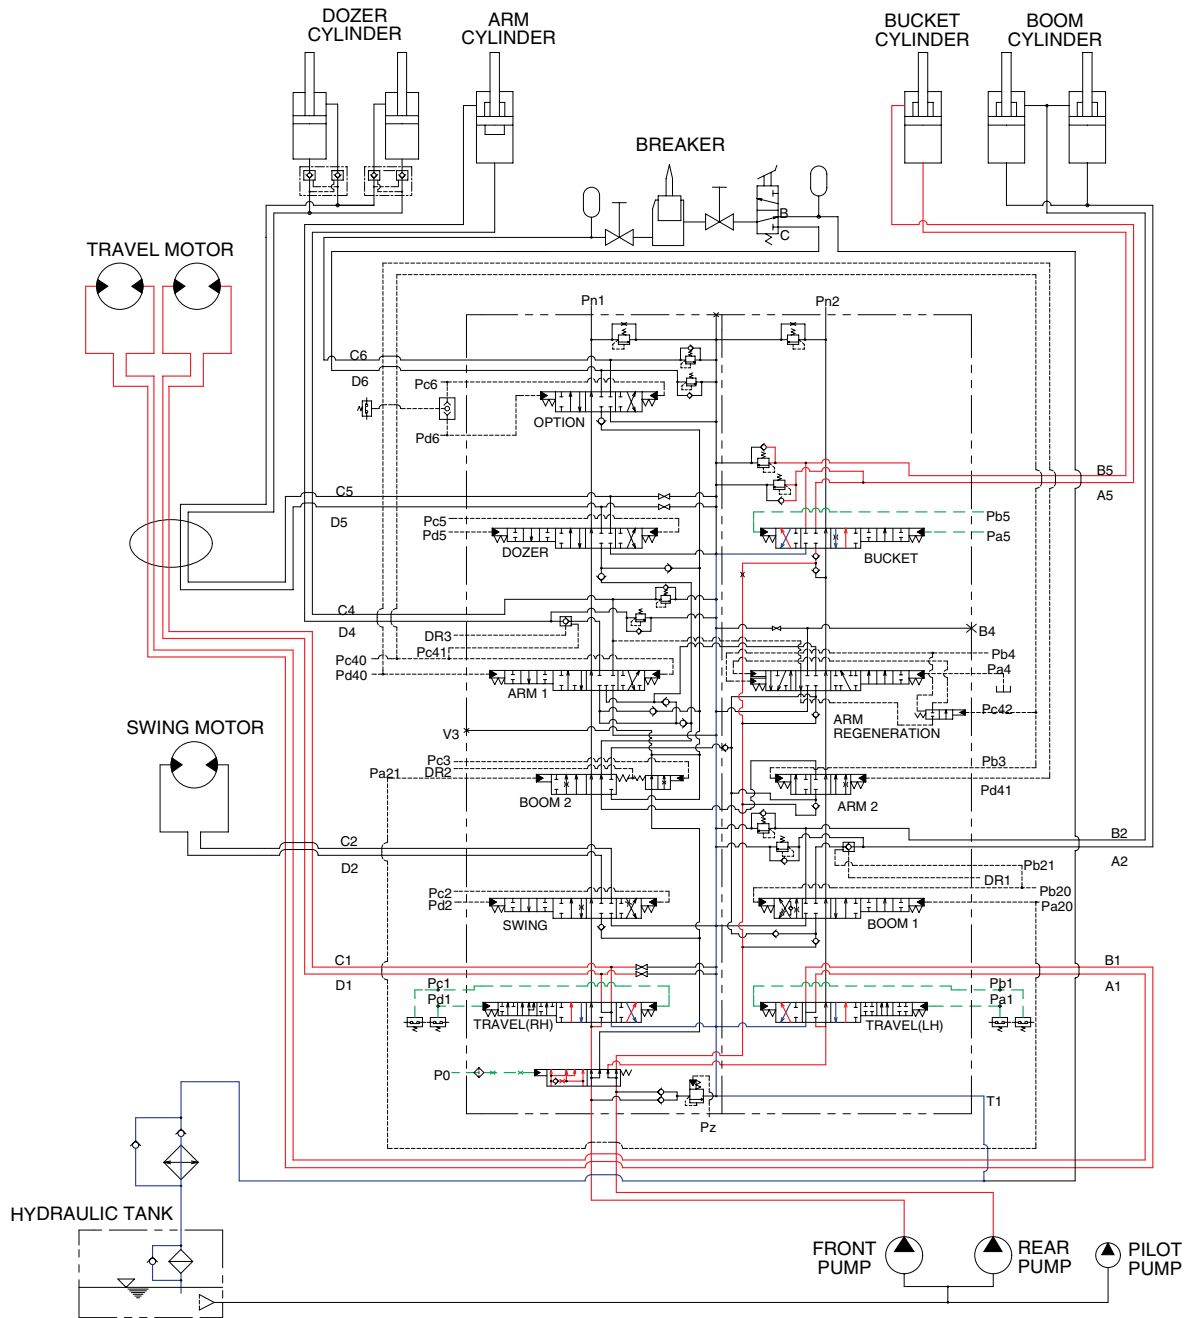 DOZER
CYLINDER
ARM
CYLINDER
BUCKET
CYLINDER
BOOM
CYLINDER
BREAKER
B
C
TRAVEL MOTOR
Pn1
Pn2
C6
D6
Pc6
Pd6
OPTION
B5
A5
C5
D5
Pc5
Pd5
DOZER
Pb5
Pa5
BUCKET
C4
D4
DR3
Pc41
Pc40
Pd40
ARM 1
B4
Pb4
Pa4
Pc42
ARM
REGENERATION
SWING MOTOR
V3
Pc3
DR2
Pa21
BOOM 2
Pb3
Pd41
ARM 2
C2
D2
B2
A2
Pb21
DR1
Pc2
Pd2
SWING
Pb20
Pa20
BOOM 1
C1
D1
B1
A1
Pc1
Pd1
TRAVEL(RH)
Pb1
Pa1
TRAVEL(LH)
P0
Pz
T1
HYDRAULIC TANK
FRONT
PUMP
REAR
PUMP
PILOT
PUMP